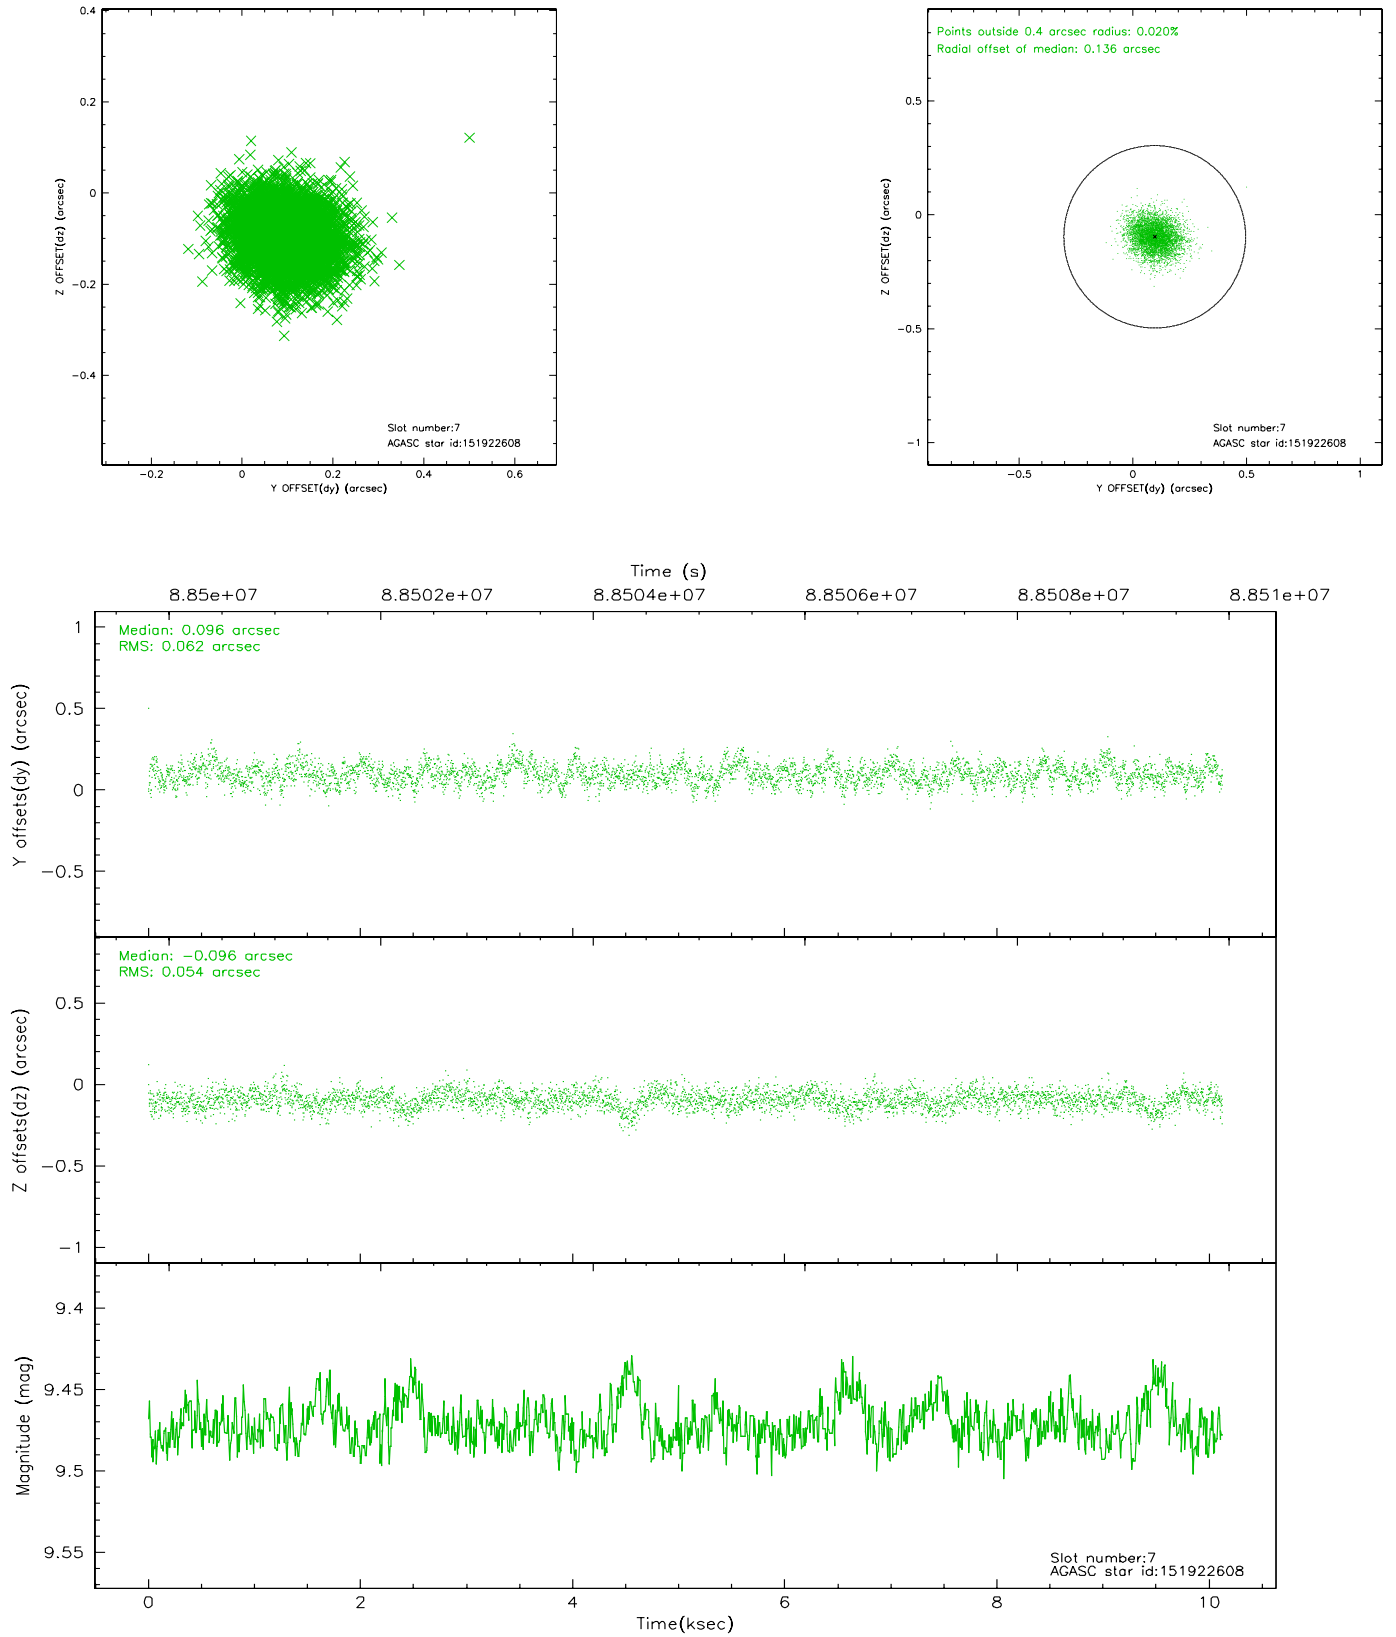 0.4
0.2
0
−0.2
−0.4
Z OFFSET(dz) (arcsec)
Slot number:7
AGASC star id:151922608
−0.2 0 0.2 0.4 0.6
Y OFFSET(dy) (arcsec)
Points outside 0.4 arcsec radius: 0.020%
Radial offset of median: 0.136 arcsec
0.5
0
−0.5
−1
Z OFFSET(dz) (arcsec)
Slot number:7
AGASC star id:151922608
−0.5 0 0.5 1
Y OFFSET(dy) (arcsec)
Time (s)
8.85e+07 8.8502e+07 8.8504e+07 8.8506e+07 8.8508e+07 8.851e+07
Median: 0.096 arcsec
RMS: 0.062 arcsec
1
0.5
0
−0.5
Y offsets(dy) (arcsec)
Median: −0.096 arcsec
RMS: 0.054 arcsec
0.5
0
−0.5
−1
Z offsets(dz) (arcsec)
9.4
9.45
9.5
9.55
Magnitude (mag)
Slot number:7
AGASC star id:151922608
0 2 4 6 8 10
Time(ksec)